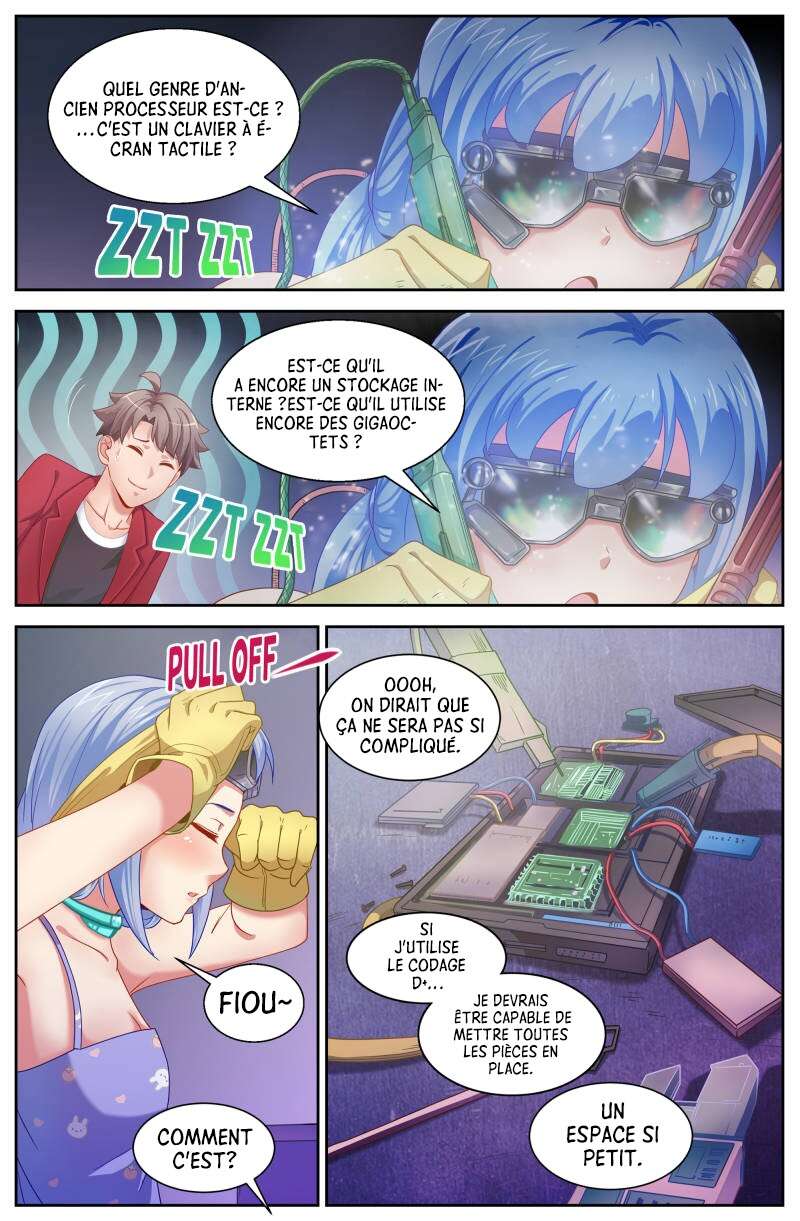 QUEL GENRE D'AN-
CIEN PROCESSEUR EST-CE ?
...C'EST UN CLAVIER À É-
CRAN TACTILE ?
ZZT ZZT
EST-CE QU'IL
A ENCORE UN STOCKAGE IN-
TERNE ?EST-CE QU'IL UTILISE
ENCORE DES GIGAOC-
TETS ?
ZZT ZZT
PULL OFF
FIOU~
COMMENT
C'EST?
OOOH,
ON DIRAIT QUE
ÇA NE SERA PAS SI
COMPLIQUÉ.
SI
J'UTILISE
LE CODAGE
D+...
JE DEVRAIS
ÊTRE CAPABLE DE
METTRE TOUTES
LES PIÈCES EN
PLACE.
UN
ESPACE SI
PETIT.